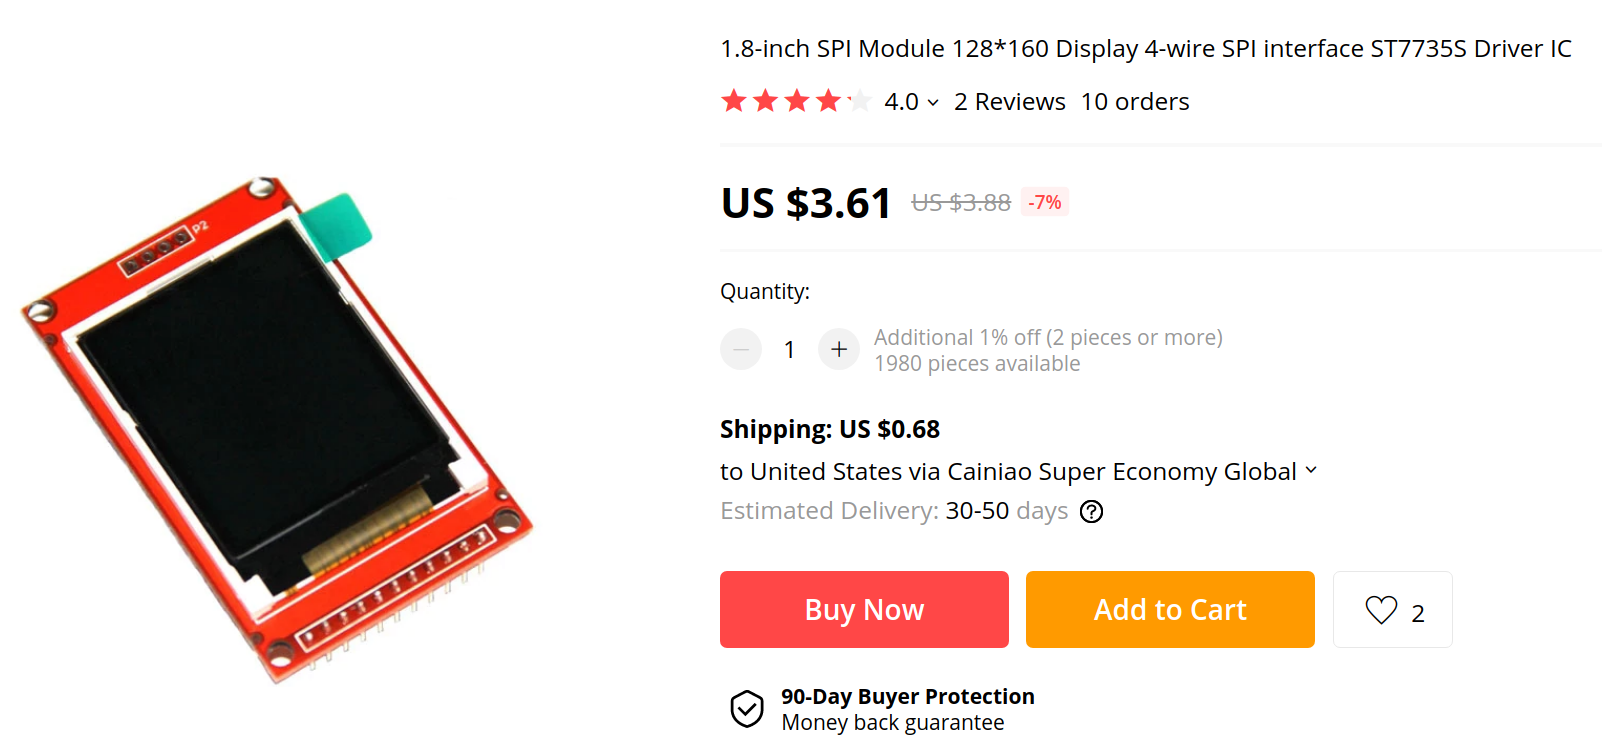 1.8-inch SPI Module 128*160 Display 4-wire SPI interface ST7735S Driver IC
4.0 2 Reviews 10 orders
US $3.61 US $3.88 -7%
P2
Quantity:
1
Additional 1% off (2 pieces or more)
1980 pieces available
Shipping: US $0.68
to United States via Cainiao Super Economy Global
Estimated Delivery: 30-50 days
Buy Now Add to Cart 2
90-Day Buyer Protection
Money back guarantee